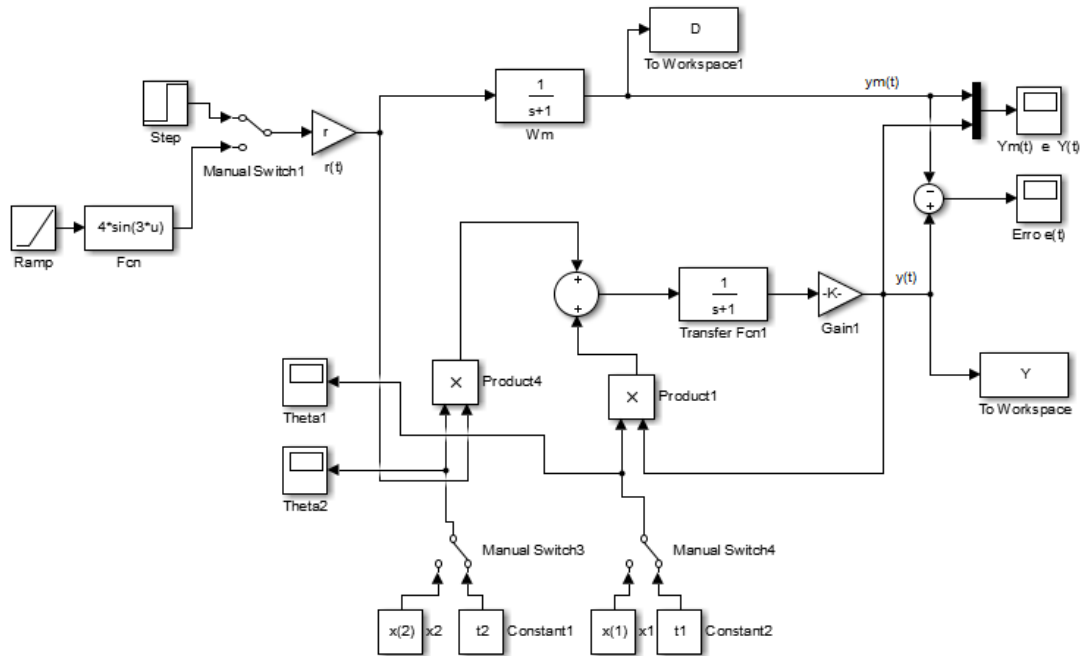 D
To Workspace1
1
s+1
Wm
ym(t)
Step
Manual Switch1
r
r(t)
Ym(t) e Y(t)
4*sin(3*u)
Ramp
Fcn
−
+
Erro e(t)
+
+
1
s+1
Transfer Fcn1
-K-
Gain1
y(t)
Theta1
×
Product4
×
Product1
Y
To Workspace
Theta2
Manual Switch3
Manual Switch4
x(2)
x2
t2
Constant1
x(1)
x1
t1
Constant2